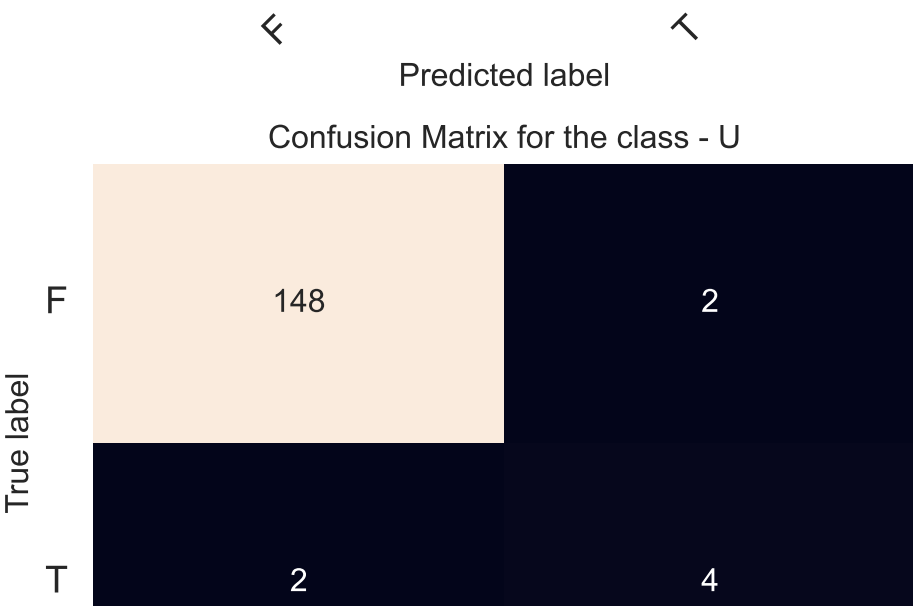 F T
Predicted label
Confusion Matrix for the class - U
F 148 2
True label
T 2 4